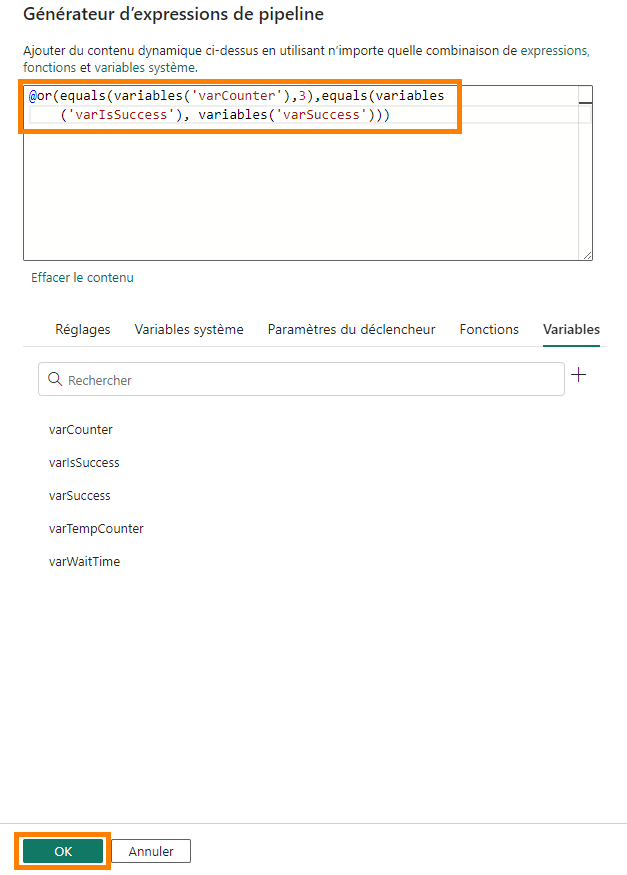 Générateur d’expressions de pipeline
Ajouter du contenu dynamique ci-dessus en utilisant n’importe quelle combinaison de expressions,
fonctions et variables système.
@or(equals(variables('varCounter'),3),equals(variables
('varIsSuccess'), variables('varSuccess')))
Effacer le contenu
Réglages Variables système Paramètres du déclencheur Fonctions Variables
Rechercher
varCounter
varIsSuccess
varSuccess
varTempCounter
varWaitTime
OK Annuler